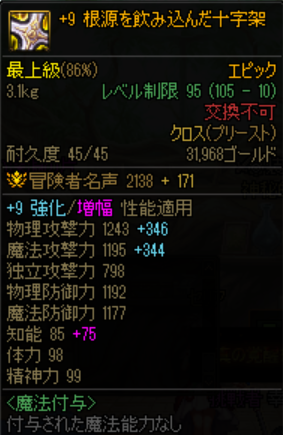 +9 根源を飲み込んだ十字架
最上級(86%) エピック
3.1kg レベル制限 95 (105 - 10)
交換不可
クロス(プリースト)
耐久度 45/45 31,968ゴールド
冒険者名声 2138 + 171
+9 強化/増幅 性能適用
物理攻撃力 1243 +346
魔法攻撃力 1195 +344
独立攻撃力 798
物理防御力 1192
魔法防御力 1177
知能 85 +75
体力 98
精神力 99
<魔法付与>
付与された魔法能力なし